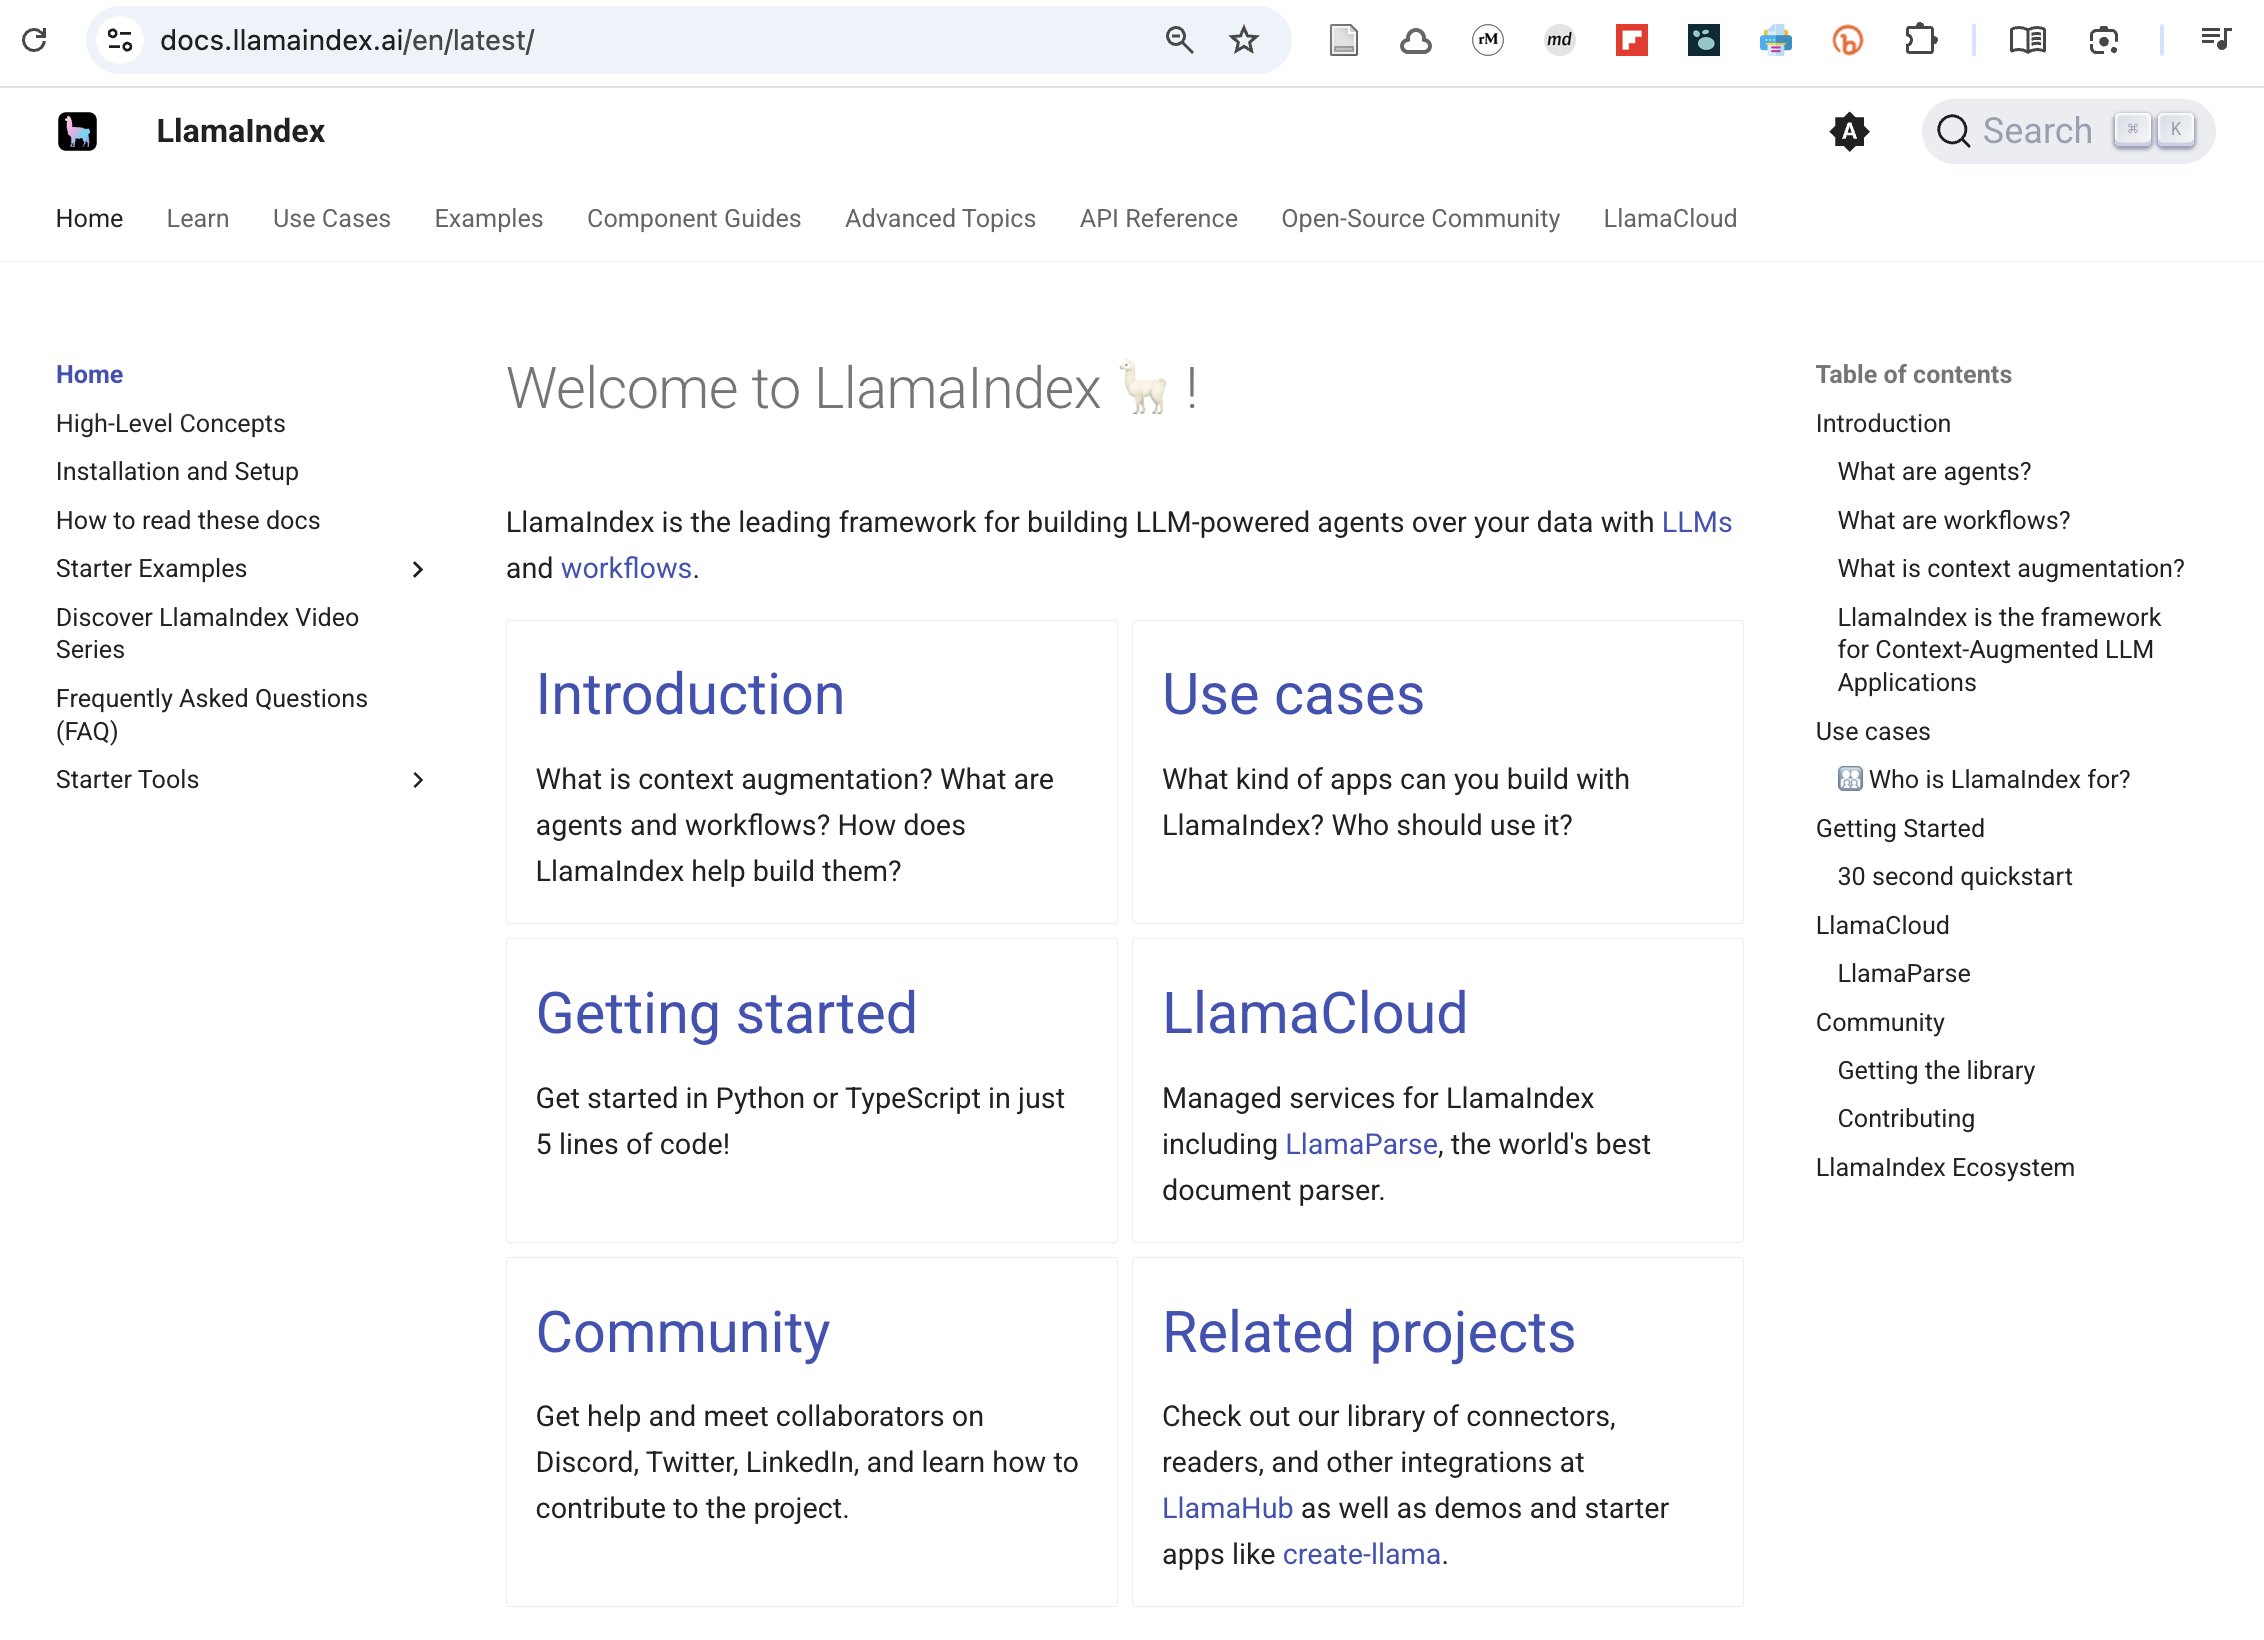 docs.llamaindex.ai/en/latest/
rM
md
LlamaIndex
A
Search ⌘ K
Home Learn Use Cases Examples Component Guides Advanced Topics API Reference Open-Source Community LlamaCloud
Home
High-Level Concepts
Installation and Setup
How to read these docs
Starter Examples
Discover LlamaIndex Video
Series
Frequently Asked Questions
(FAQ)
Starter Tools
Welcome to LlamaIndex 🦙 !
LlamaIndex is the leading framework for building LLM-powered agents over your data with LLMs
and workflows.
Introduction
What is context augmentation? What are
agents and workflows? How does
LlamaIndex help build them?
Use cases
What kind of apps can you build with
LlamaIndex? Who should use it?
Getting started
Get started in Python or TypeScript in just
5 lines of code!
LlamaCloud
Managed services for LlamaIndex
including LlamaParse, the world's best
document parser.
Community
Get help and meet collaborators on
Discord, Twitter, LinkedIn, and learn how to
contribute to the project.
Related projects
Check out our library of connectors,
readers, and other integrations at
LlamaHub as well as demos and starter
apps like create-llama.
Table of contents
Introduction
What are agents?
What are workflows?
What is context augmentation?
LlamaIndex is the framework
for Context-Augmented LLM
Applications
Use cases
👨‍👩‍👧‍👦 Who is LlamaIndex for?
Getting Started
30 second quickstart
LlamaCloud
LlamaParse
Community
Getting the library
Contributing
LlamaIndex Ecosystem